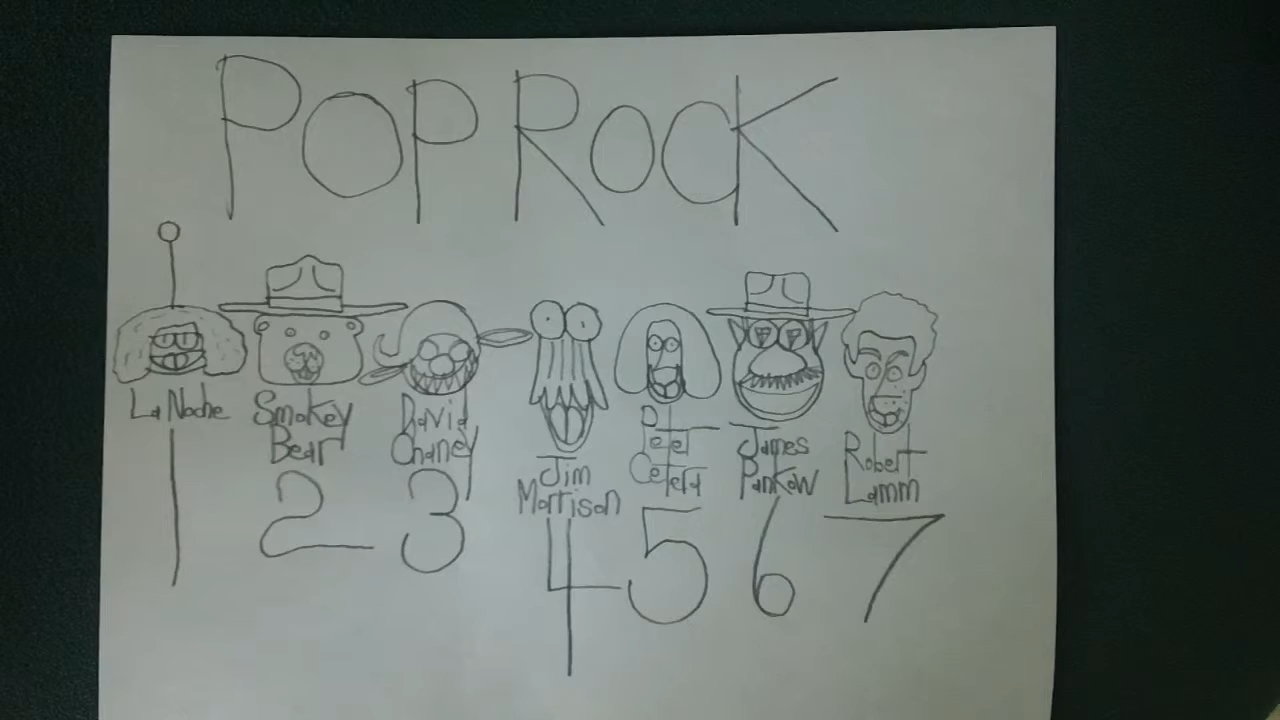 POP ROCK
La Noche
Smokey
Bear
David
Chaney
Jim
Morrison
Peter
Cetera
James
Pankow
Robert
Lamm
1 2 3 4 5 6 7